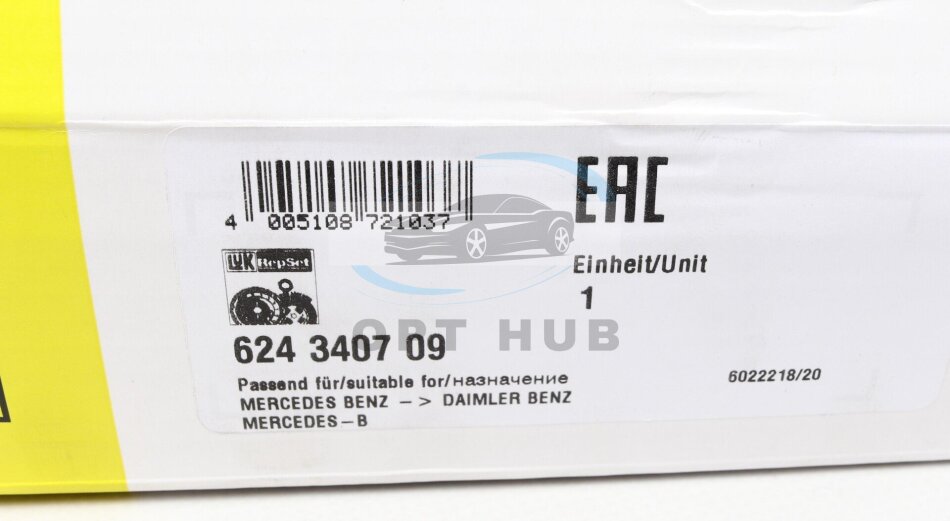 EAC
4 005108 721037
LUK RepSet
Einheit/Unit
1
OPT HUB
624 3407 09
Passend für/suitable for/назначение
6022218/20
MERCEDES BENZ -> DAIMLER BENZ
MERCEDES-B